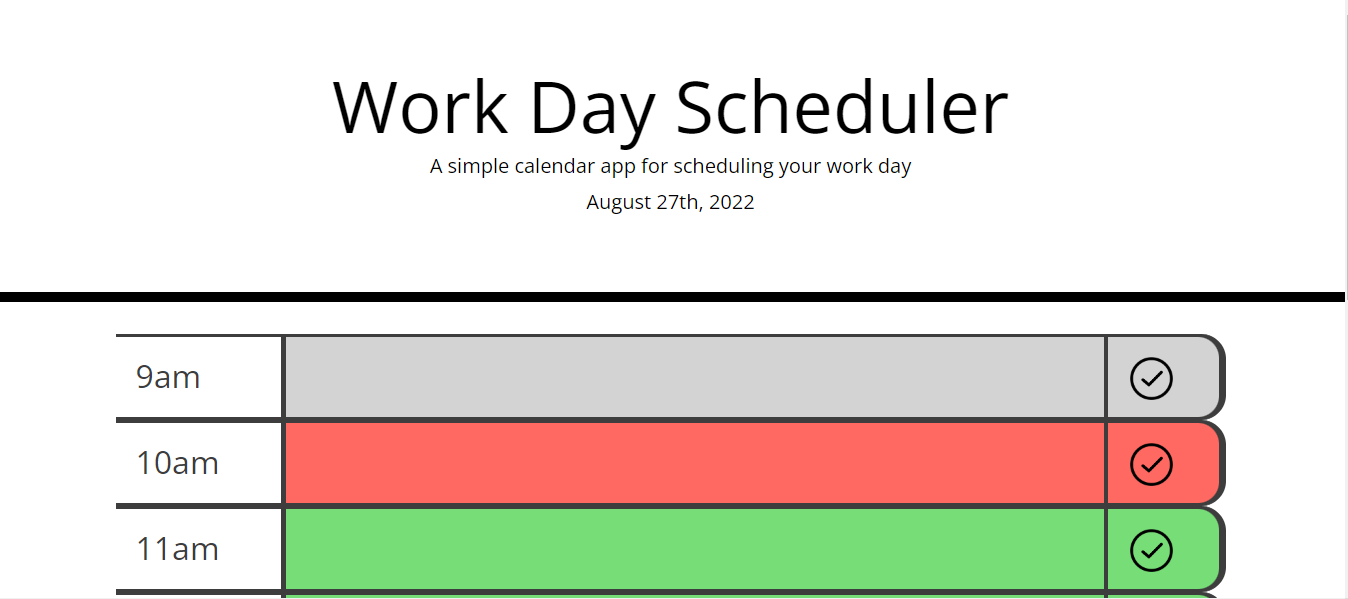 Work Day Scheduler
A simple calendar app for scheduling your work day
August 27th, 2022
9am
10am
11am